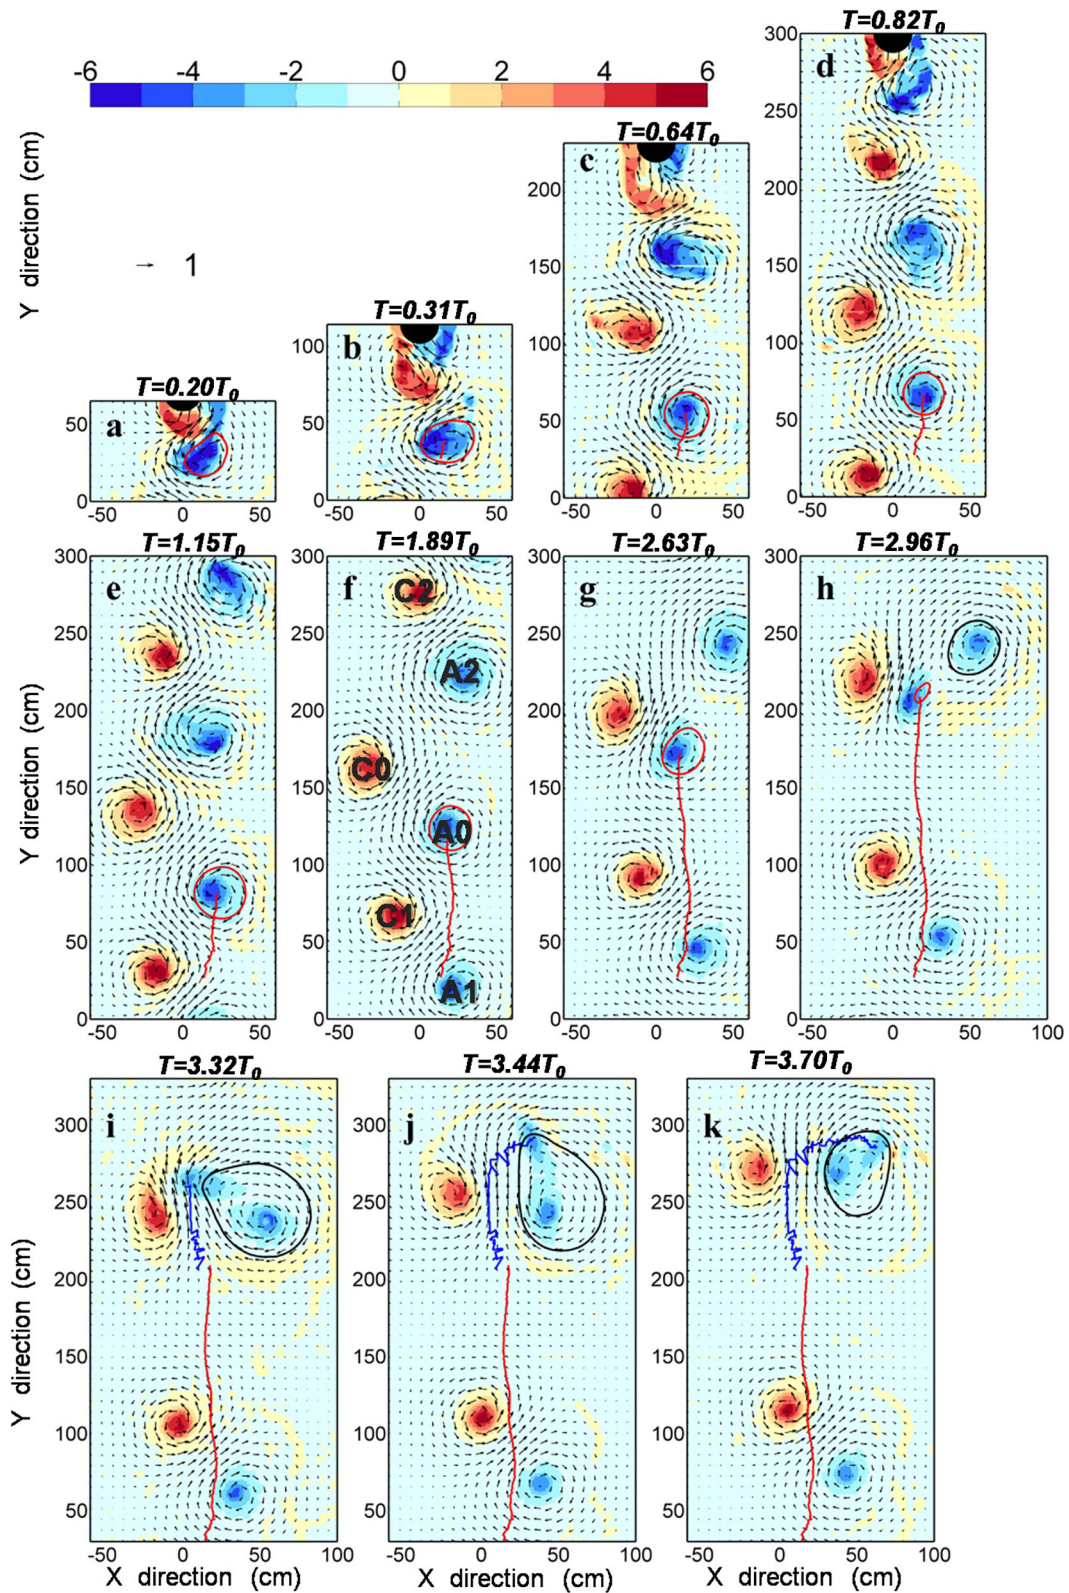 T=0.82T0
-6 -4 -2 0 2 4 6
300
d
250
T=0.64T0
c
200
200
150
150
100
100
50
50
0
0
-50 0 50
-50 0 50
Y direction (cm)
1
T=0.31T0
b
100
50
0
-50 0 50
T=0.20T0
a
50
0
-50 0 50
T=1.15T0 T=1.89T0 T=2.63T0 T=2.96T0
300 300 300 300
e f g h
C2
250 250 250 250
A2
200 200 200 200
C0
150 150 150 150
A0
100 100 100 100
C1
50 50 50 50
A1
0 0 0 0
-50 0 50 -50 0 50 -50 0 50 -50 0 50 100
Y direction (cm)
T=3.32T0 T=3.44T0 T=3.70T0
i j k
300 300 300
250 250 250
200 200 200
150 150 150
100 100 100
50 50 50
-50 0 50 100 -50 0 50 100 -50 0 50 100
Y direction (cm)
X direction (cm) X direction (cm) X direction (cm)